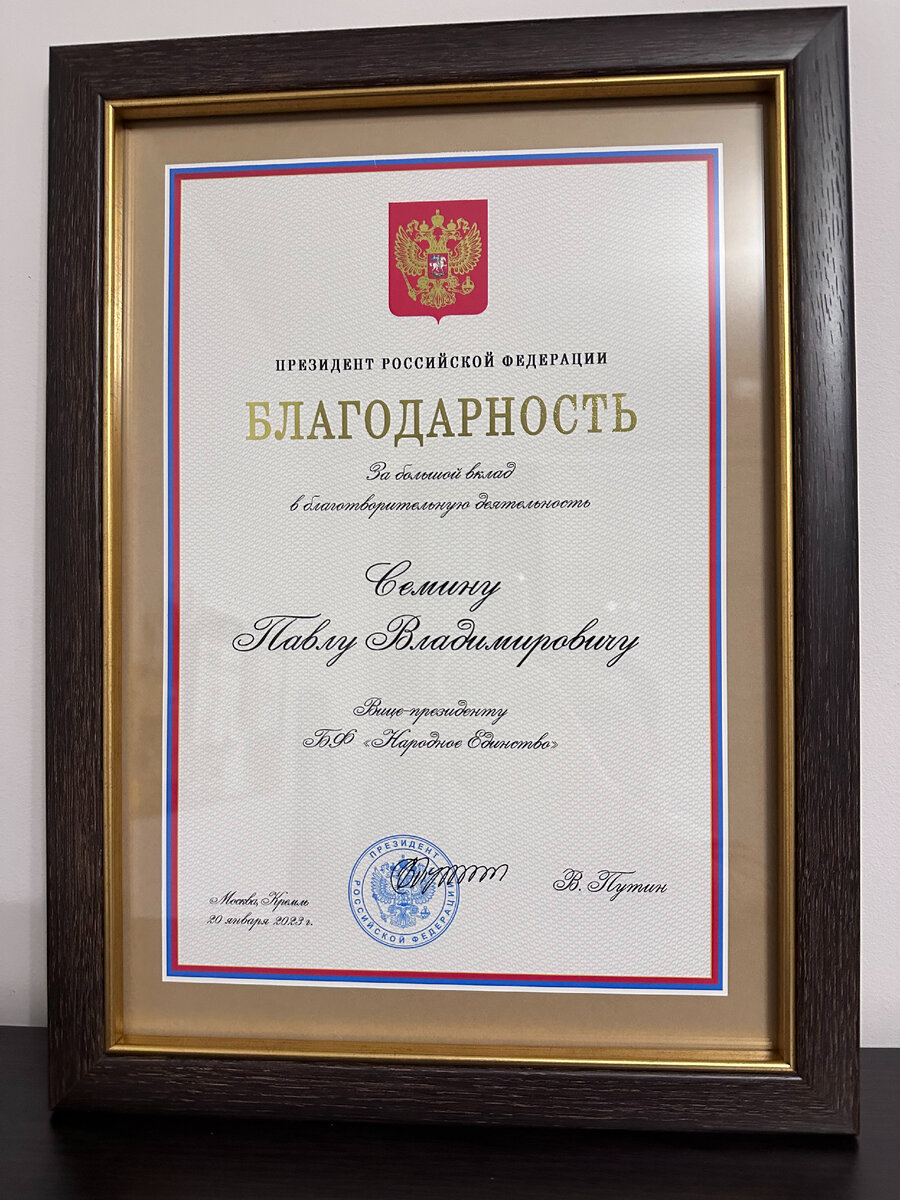 ПРЕЗИДЕНТ РОССИЙСКОЙ ФЕДЕРАЦИИ
БЛАГОДАРНОСТЬ
За большой вклад
в благотворительную деятельность
Семину
Павлу Владимировичу
Вице-президенту
БФ «Народное Единство»
ПРЕЗИДЕНТ
РОССИЙСКОЙ ФЕДЕРАЦИИ
В. Путин
Москва, Кремль
20 января 2023 г.